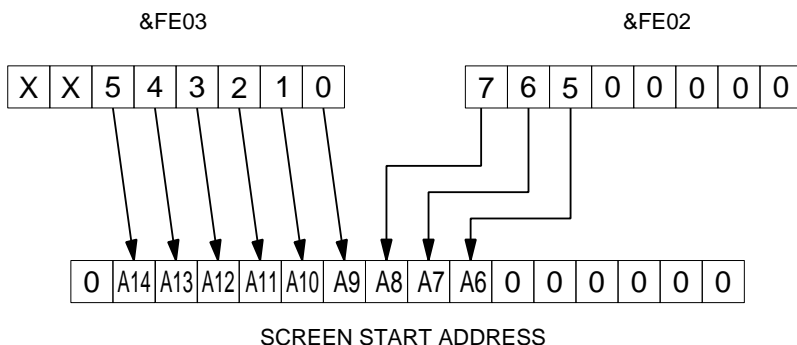 &FE03 &FE02
X X 5 4 3 2 1 0 7 6 5 0 0 0 0 0
0 A14 A13 A12 A11 A10 A9 A8 A7 A6 0 0 0 0 0 0
SCREEN START ADDRESS